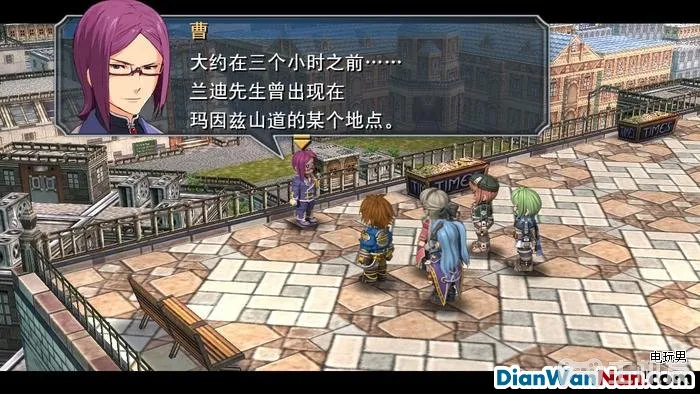 曹
大约在三个小时之前……
兰迪先生曾出现在
玛因兹山道的某个地点。
TIMES
TIMES
电玩男
DianWanNan.com